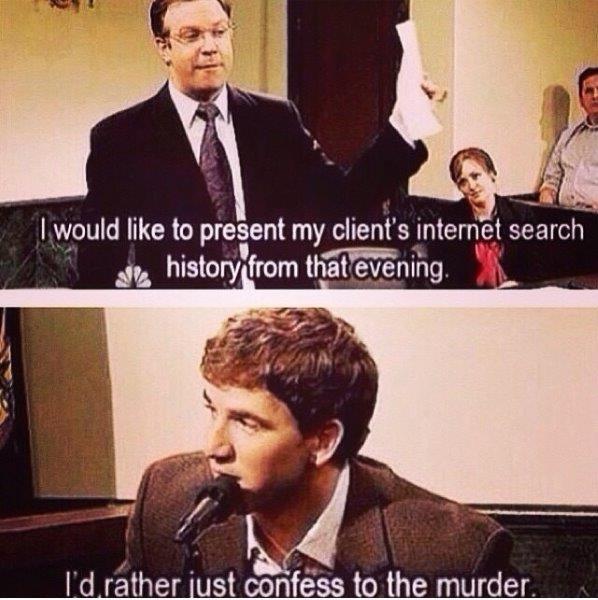 I would like to present my client's internet search
history from that evening.
I'd rather just confess to the murder.